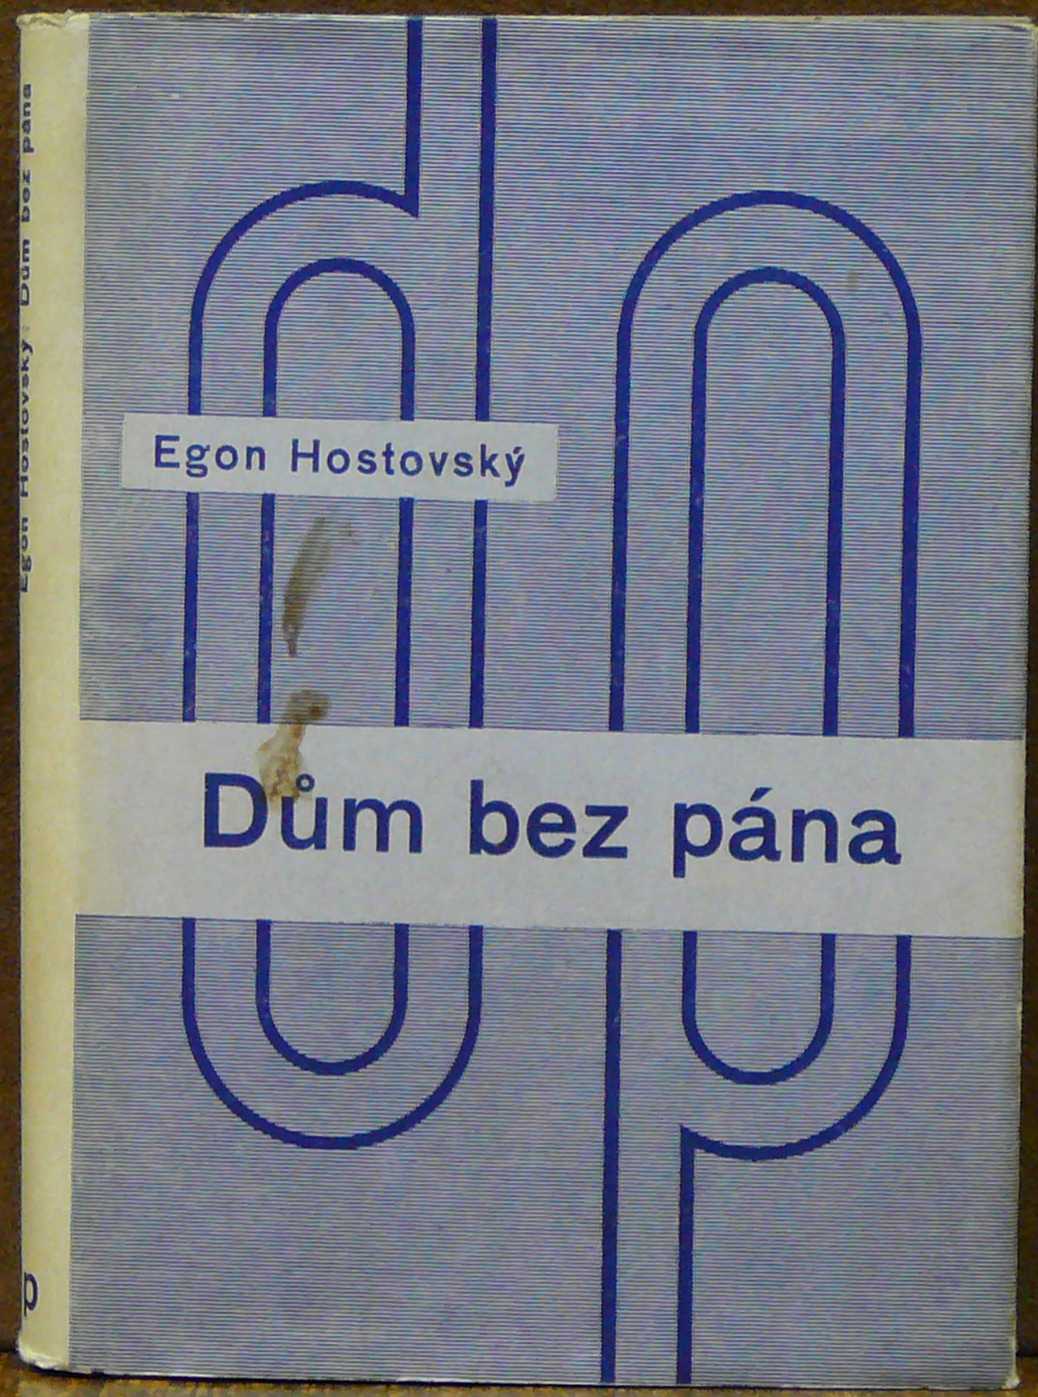 Egon Hostovský: Dům bez pána
Egon Hostovský
Dům bez pána
d p
p